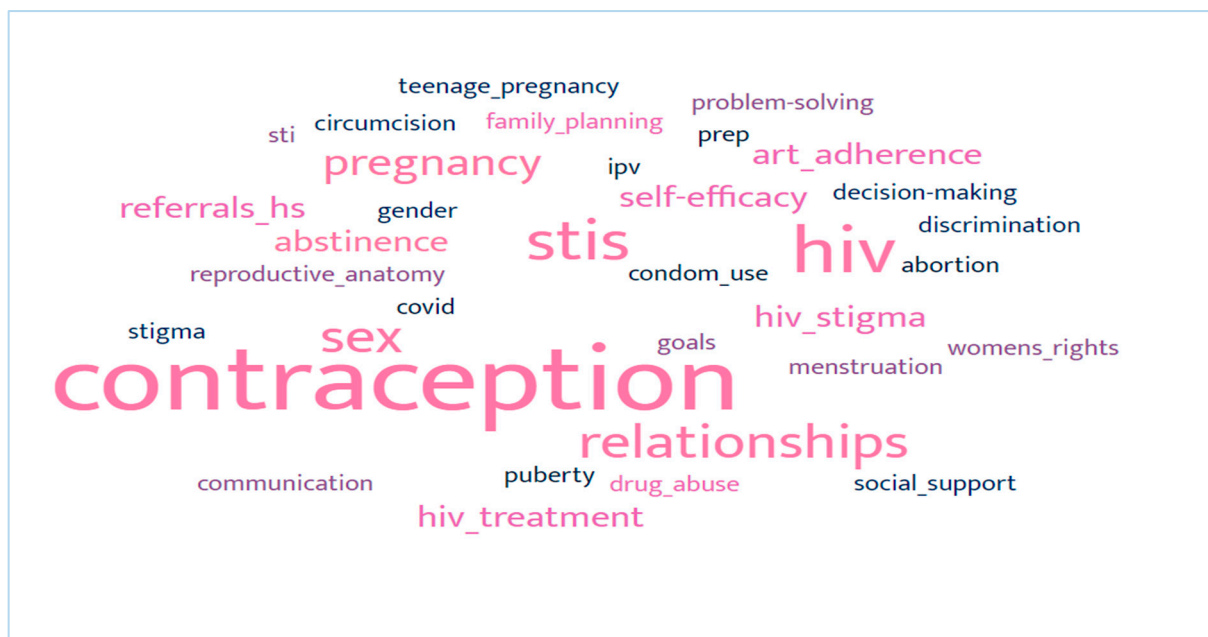 teenage_pregnancy
problem-solving
sti
circumcision
family_planning
prep
pregnancy
ipv
art_adherence
referrals_hs
gender
self-efficacy
decision-making
abstinence
stis
hiv
discrimination
reproductive_anatomy
condom_use
abortion
covid
stigma
sex
goals
hiv_stigma
womens_rights
contraception
menstruation
relationships
communication
puberty
drug_abuse
social_support
hiv_treatment